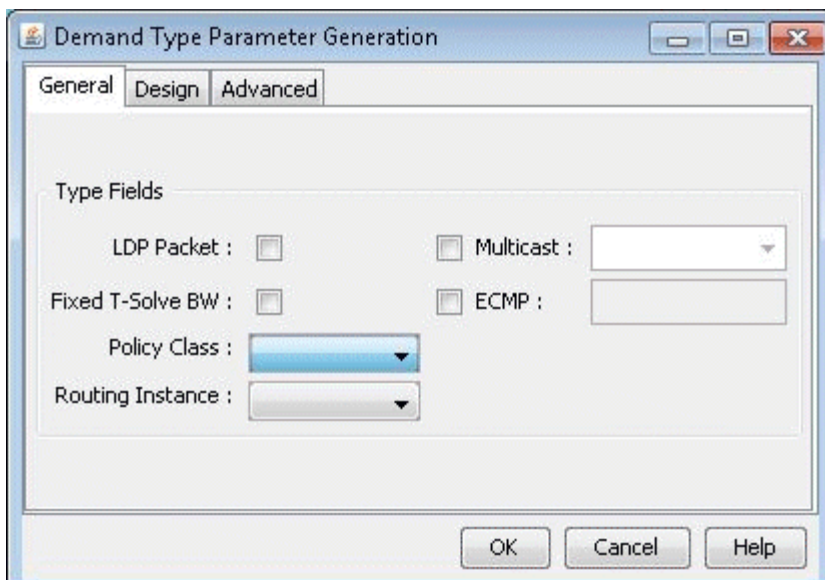 Demand Type Parameter Generation
General Design Advanced
Type Fields
LDP Packet : Multicast :
Fixed T-Solve BW : ECMP :
Policy Class :
Routing Instance :
OK Cancel Help